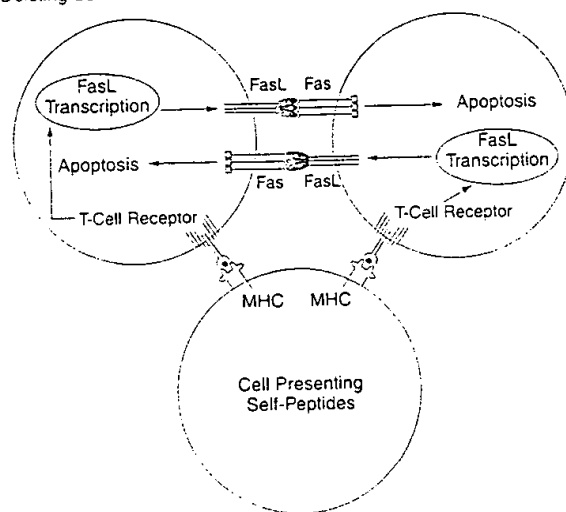 FasL Fas
FasL
Transcription
Apoptosis
FasL
Transcription
Apoptosis
Fas FasL
T-Cell Receptor
T-Cell Receptor
MHC MHC
Cell Presenting
Self-Peptides